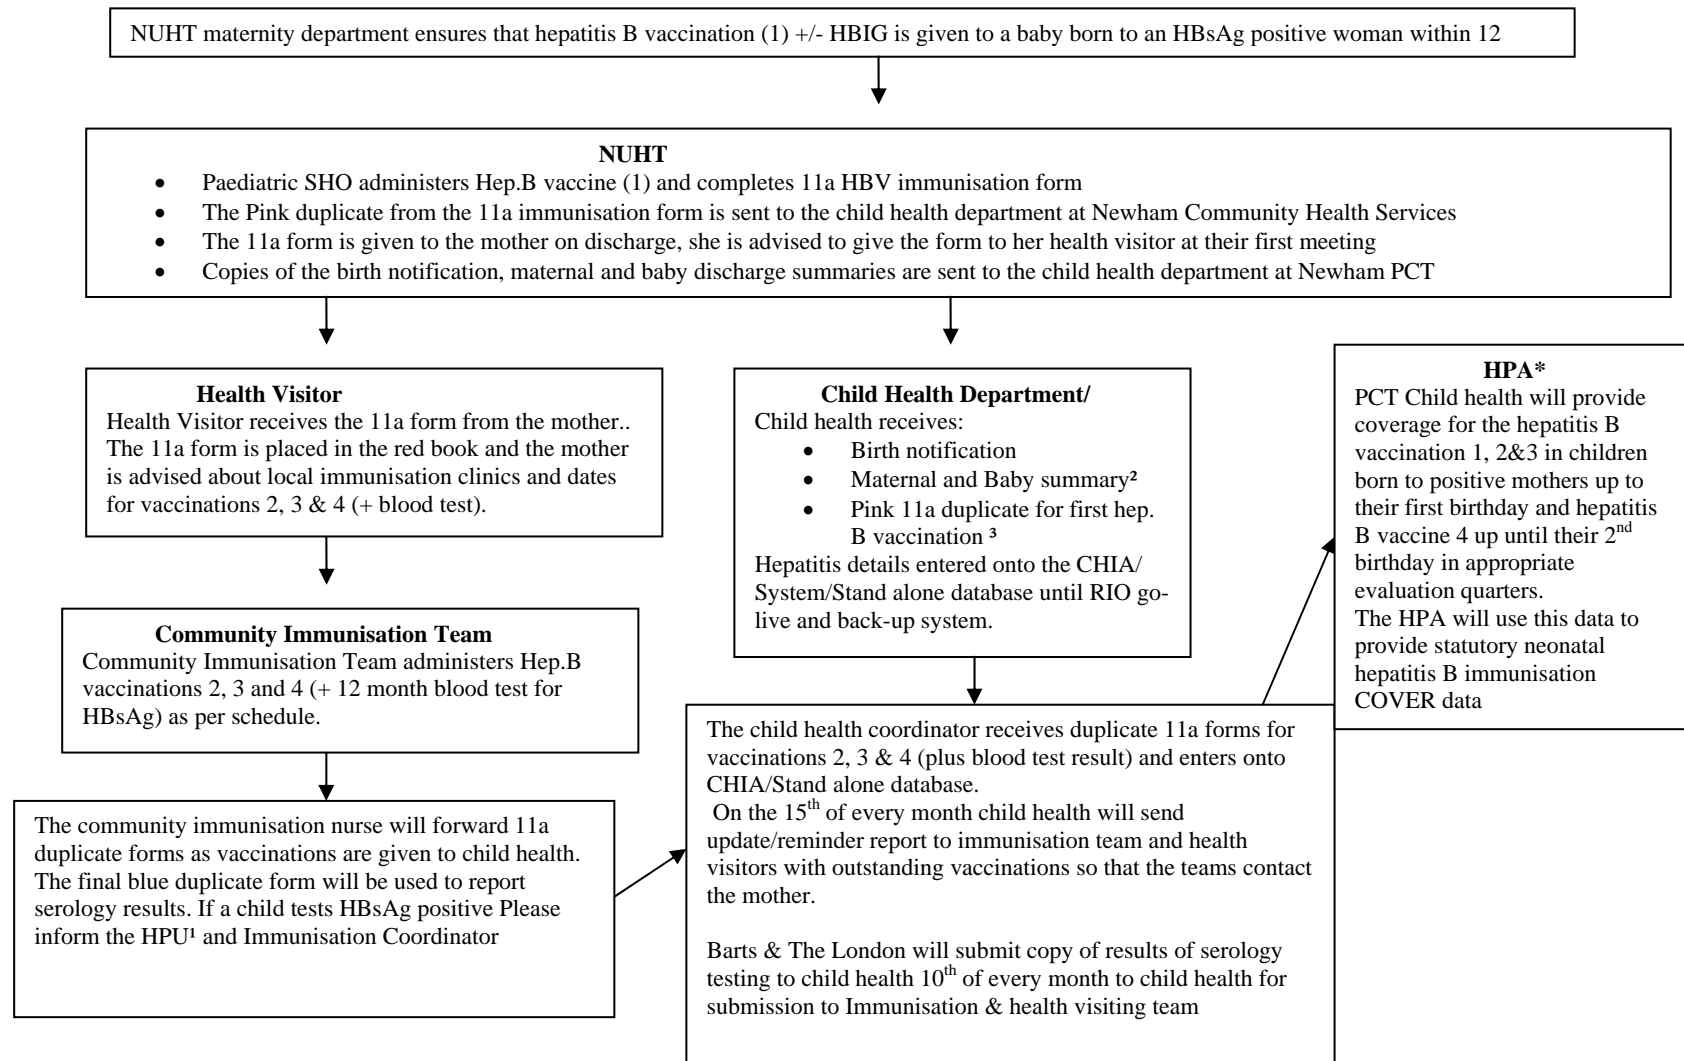 NUHT maternity department ensures that hepatitis B vaccination (1) +/- HBIG is given to a baby born to an HBsAg positive woman within 12
NUHT
• Paediatric SHO administers Hep.B vaccine (1) and completes 11a HBV immunisation form
• The Pink duplicate from the 11a immunisation form is sent to the child health department at Newham Community Health Services
• The 11a form is given to the mother on discharge, she is advised to give the form to her health visitor at their first meeting
• Copies of the birth notification, maternal and baby discharge summaries are sent to the child health department at Newham PCT
Health Visitor
Health Visitor receives the 11a form from the mother..
The 11a form is placed in the red book and the mother
is advised about local immunisation clinics and dates
for vaccinations 2, 3 & 4 (+ blood test).
Community Immunisation Team
Community Immunisation Team administers Hep.B
vaccinations 2, 3 and 4 (+ 12 month blood test for
HBsAg) as per schedule.
The community immunisation nurse will forward 11a
duplicate forms as vaccinations are given to child health.
The final blue duplicate form will be used to report
serology results. If a child tests HBsAg positive Please
inform the HPU¹ and Immunisation Coordinator
Child Health Department/
Child health receives:
• Birth notification
• Maternal and Baby summary²
• Pink 11a duplicate for first hep.
B vaccination ³
Hepatitis details entered onto the CHIA/
System/Stand alone database until RIO go-
live and back-up system.
The child health coordinator receives duplicate 11a forms for
vaccinations 2, 3 & 4 (plus blood test result) and enters onto
CHIA/Stand alone database.
On the 15th of every month child health will send
update/reminder report to immunisation team and health
visitors with outstanding vaccinations so that the teams contact
the mother.
Barts & The London will submit copy of results of serology
testing to child health 10th of every month to child health for
submission to Immunisation & health visiting team
HPA*
PCT Child health will provide
coverage for the hepatitis B
vaccination 1, 2&3 in children
born to positive mothers up to
their first birthday and hepatitis
B vaccine 4 up until their 2nd
birthday in appropriate
evaluation quarters.
The HPA will use this data to
provide statutory neonatal
hepatitis B immunisation
COVER data